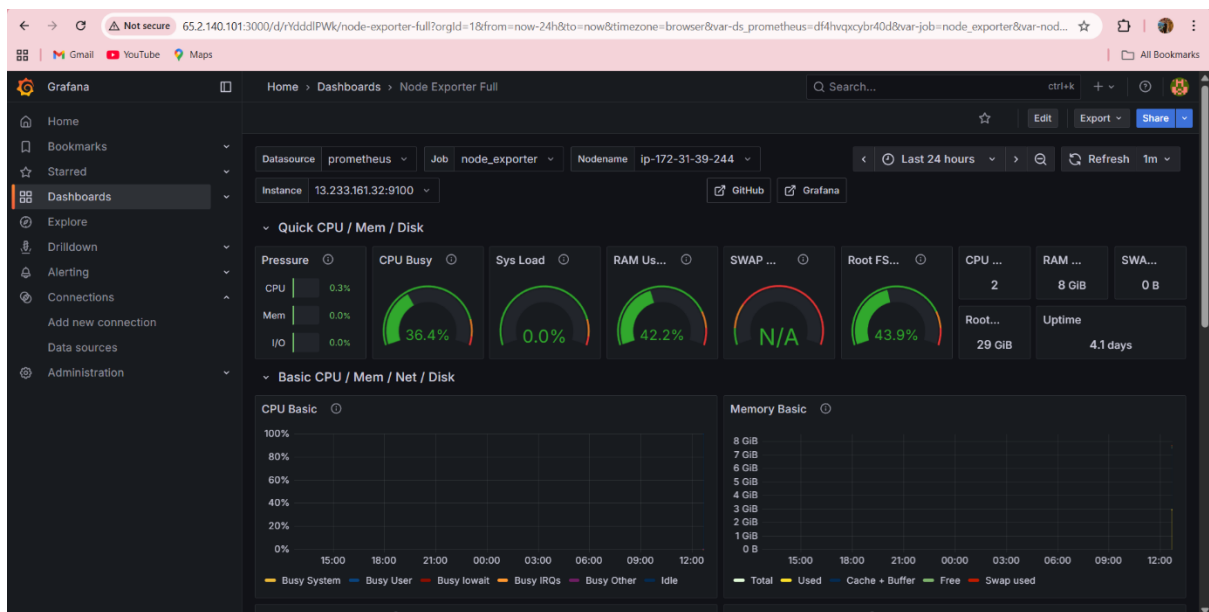 Not secure 65.2.140.101:3000/d/rYdddlPWk/node-exporter-full?orgId=1&from=now-24h&to=now&timezone=browser&var-ds_prometheus=df4hvqxcybr40d&var-job=node_exporter&var-nod...
Gmail YouTube Maps All Bookmarks
Grafana Home > Dashboards > Node Exporter Full Search... ctrl+k
Home Edit Export Share
Bookmarks
Starred
Dashboards
Explore
Drilldown
Alerting
Connections
Add new connection
Data sources
Administration
Datasource prometheus Job node_exporter Nodename ip-172-31-39-244 Last 24 hours Refresh 1m
Instance 13.233.161.32:9100 GitHub Grafana
Quick CPU / Mem / Disk
Pressure CPU Busy Sys Load RAM Us... SWAP ... Root FS... CPU ... RAM ... SWA...
CPU 0.3% 2 8 GiB 0 B
Mem 0.0% 36.4% 0.0% 42.2% N/A 43.9% Root... Uptime
I/O 0.0% 29 GiB 4.1 days
Basic CPU / Mem / Net / Disk
CPU Basic
100%
80%
60%
40%
20%
0%
15:00 18:00 21:00 00:00 03:00 06:00 09:00 12:00
Busy System Busy User Busy Iowait Busy IRQs Busy Other Idle
Memory Basic
8 GiB
7 GiB
6 GiB
5 GiB
4 GiB
3 GiB
2 GiB
1 GiB
0 B
15:00 18:00 21:00 00:00 03:00 06:00 09:00 12:00
Total Used Cache + Buffer Free Swap used